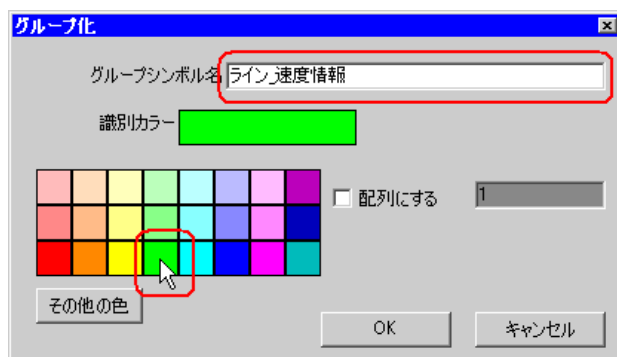 グループ化
グループシンボル名 ライン_速度情報
識別カラー
配列にする 1
その他の色
OK キャンセル